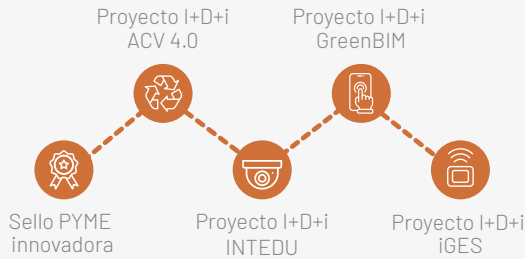 Proyecto I+D+i
ACV 4.0
Proyecto I+D+i
GreenBIM
Sello PYME
innovadora
Proyecto I+D+i
INTEDU
Proyecto I+D+i
iGES